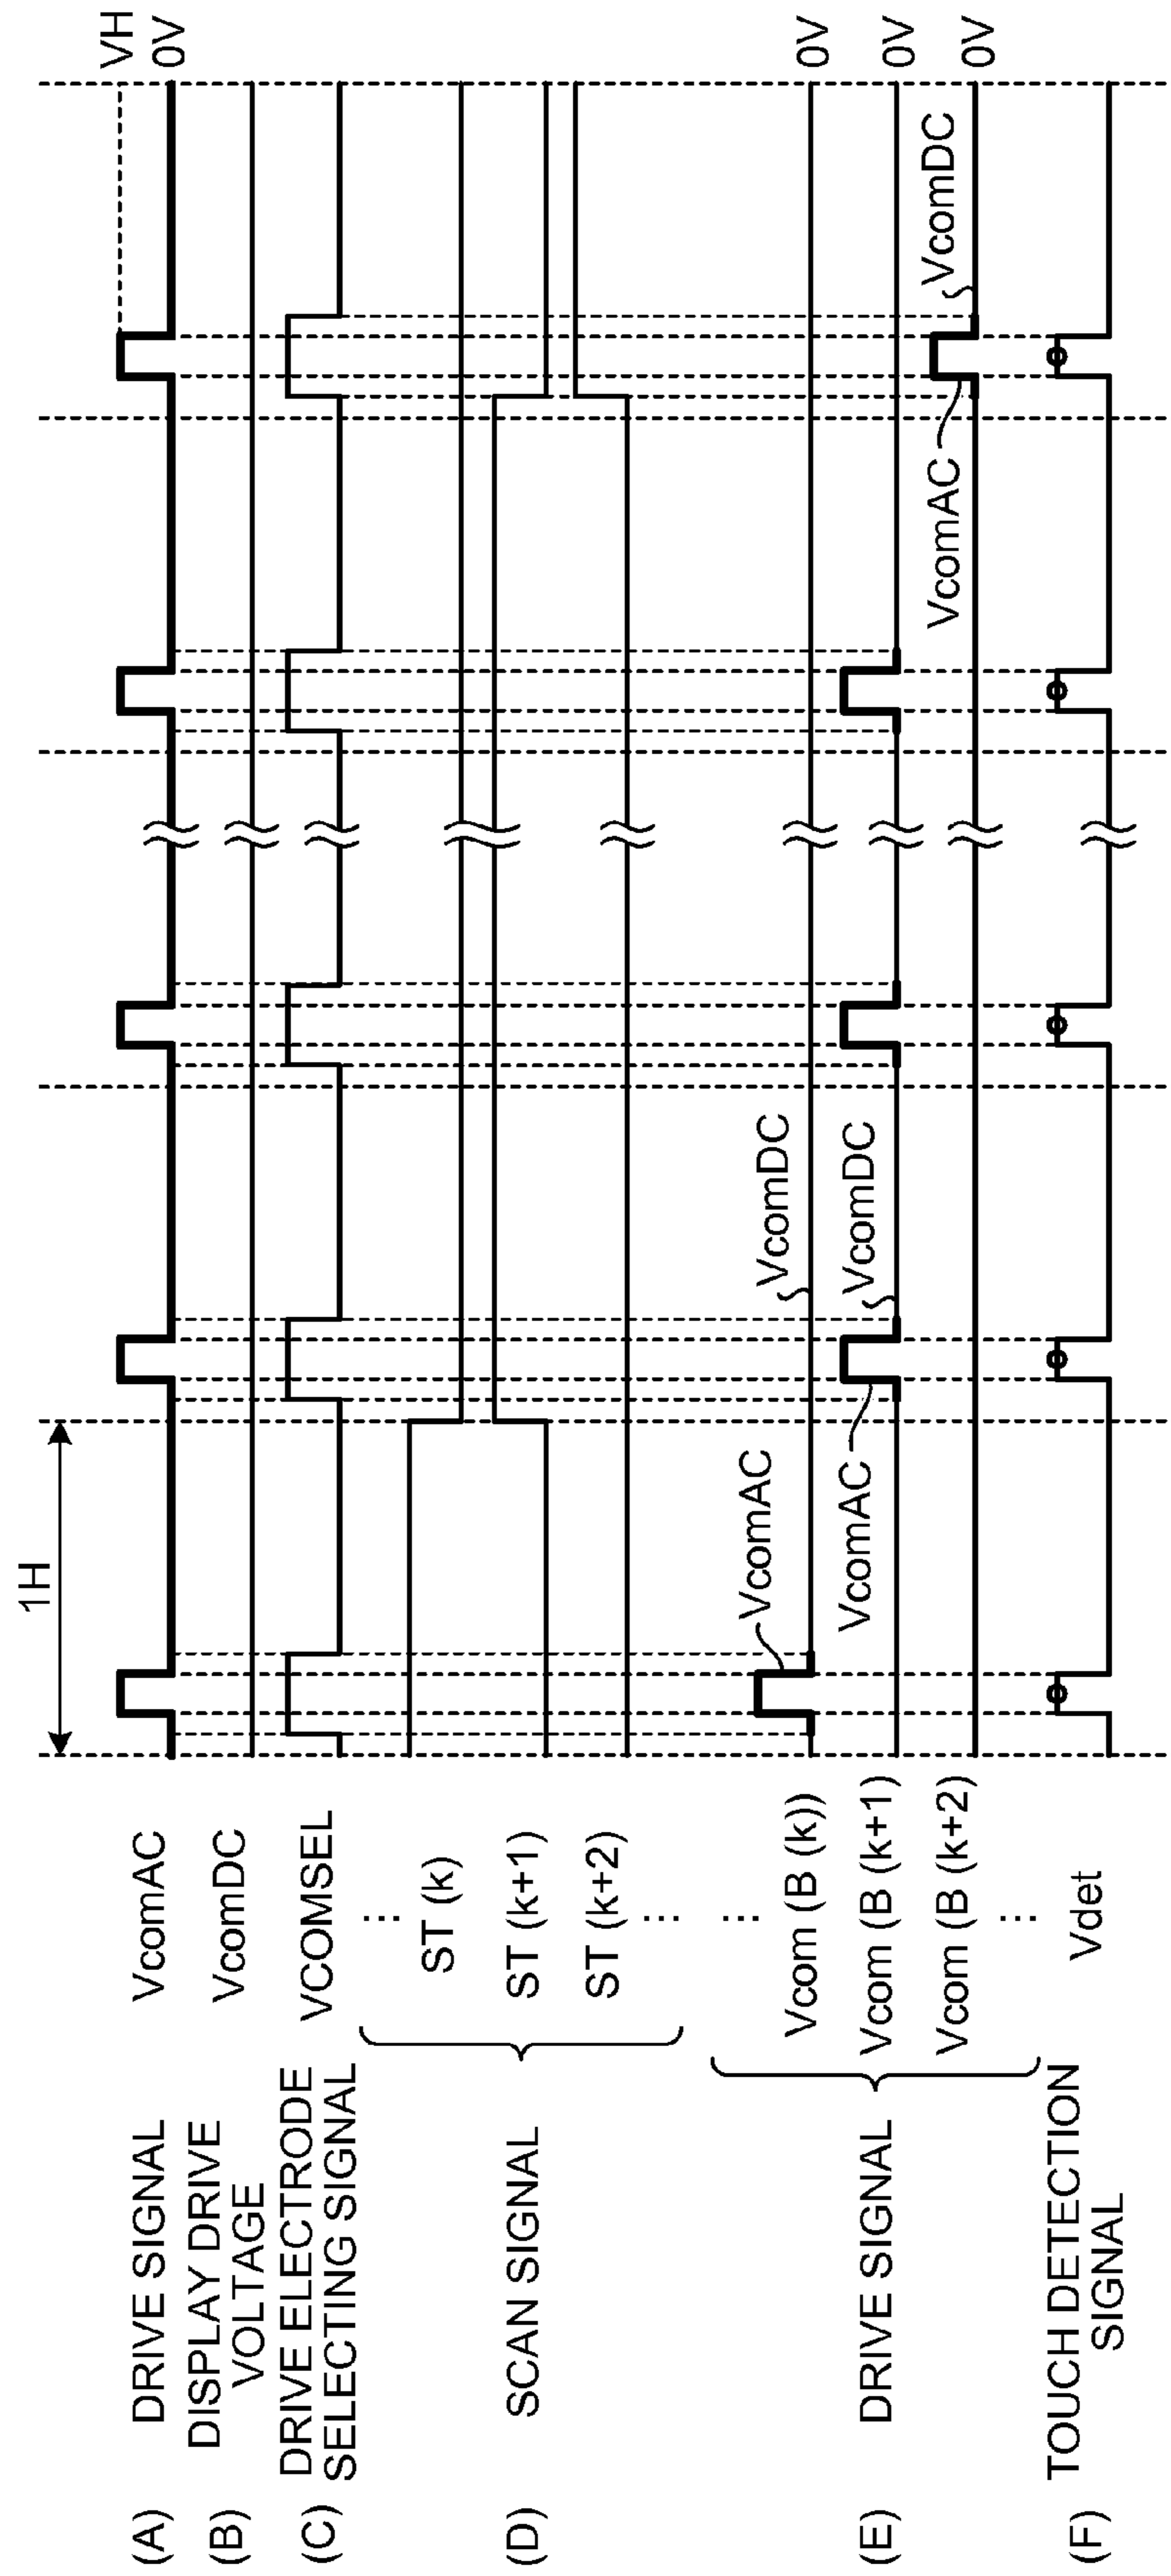 1H
VH
(A) DRIVE SIGNAL VcomAC 0V
(B) DISPLAY DRIVE VOLTAGE VcomDC
(C) DRIVE ELECTRODE SELECTING SIGNAL VCOMSEL
(D) SCAN SIGNAL
...
ST (k)
ST (k+1)
ST (k+2)
...
(E) DRIVE SIGNAL
...
Vcom (B (k)) VcomAC VcomDC 0V
Vcom (B (k+1) VcomAC VcomDC 0V
Vcom (B (k+2) VcomAC VcomDC 0V
...
(F) TOUCH DETECTION SIGNAL Vdet